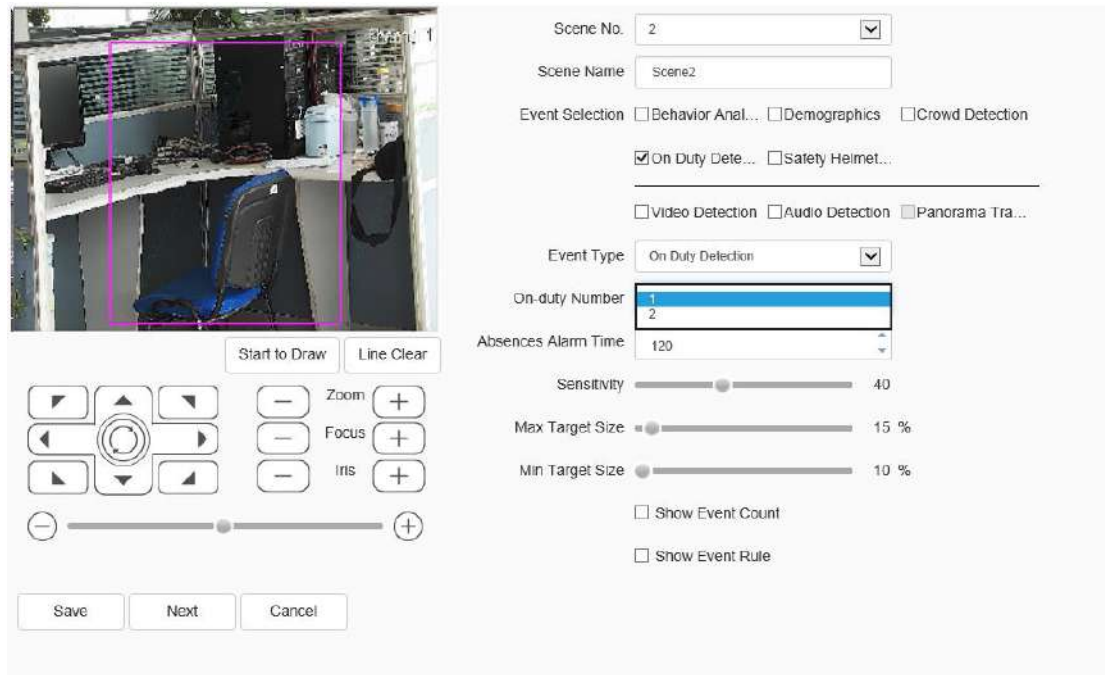 Scene No. 2
Scene Name Scene2
Event Selection Behavior Anal... Demographics Crowd Detection
On Duty Dete... Safety Helmet...
Video Detection Audio Detection Panorama Tra...
Event Type On Duty Detection
On-duty Number 1
2
Absences Alarm Time 120
Start to Draw Line Clear
Sensitivity 40
Zoom
Max Target Size 15 %
Focus
Min Target Size 10 %
Iris
Show Event Count
Show Event Rule
Save Next Cancel